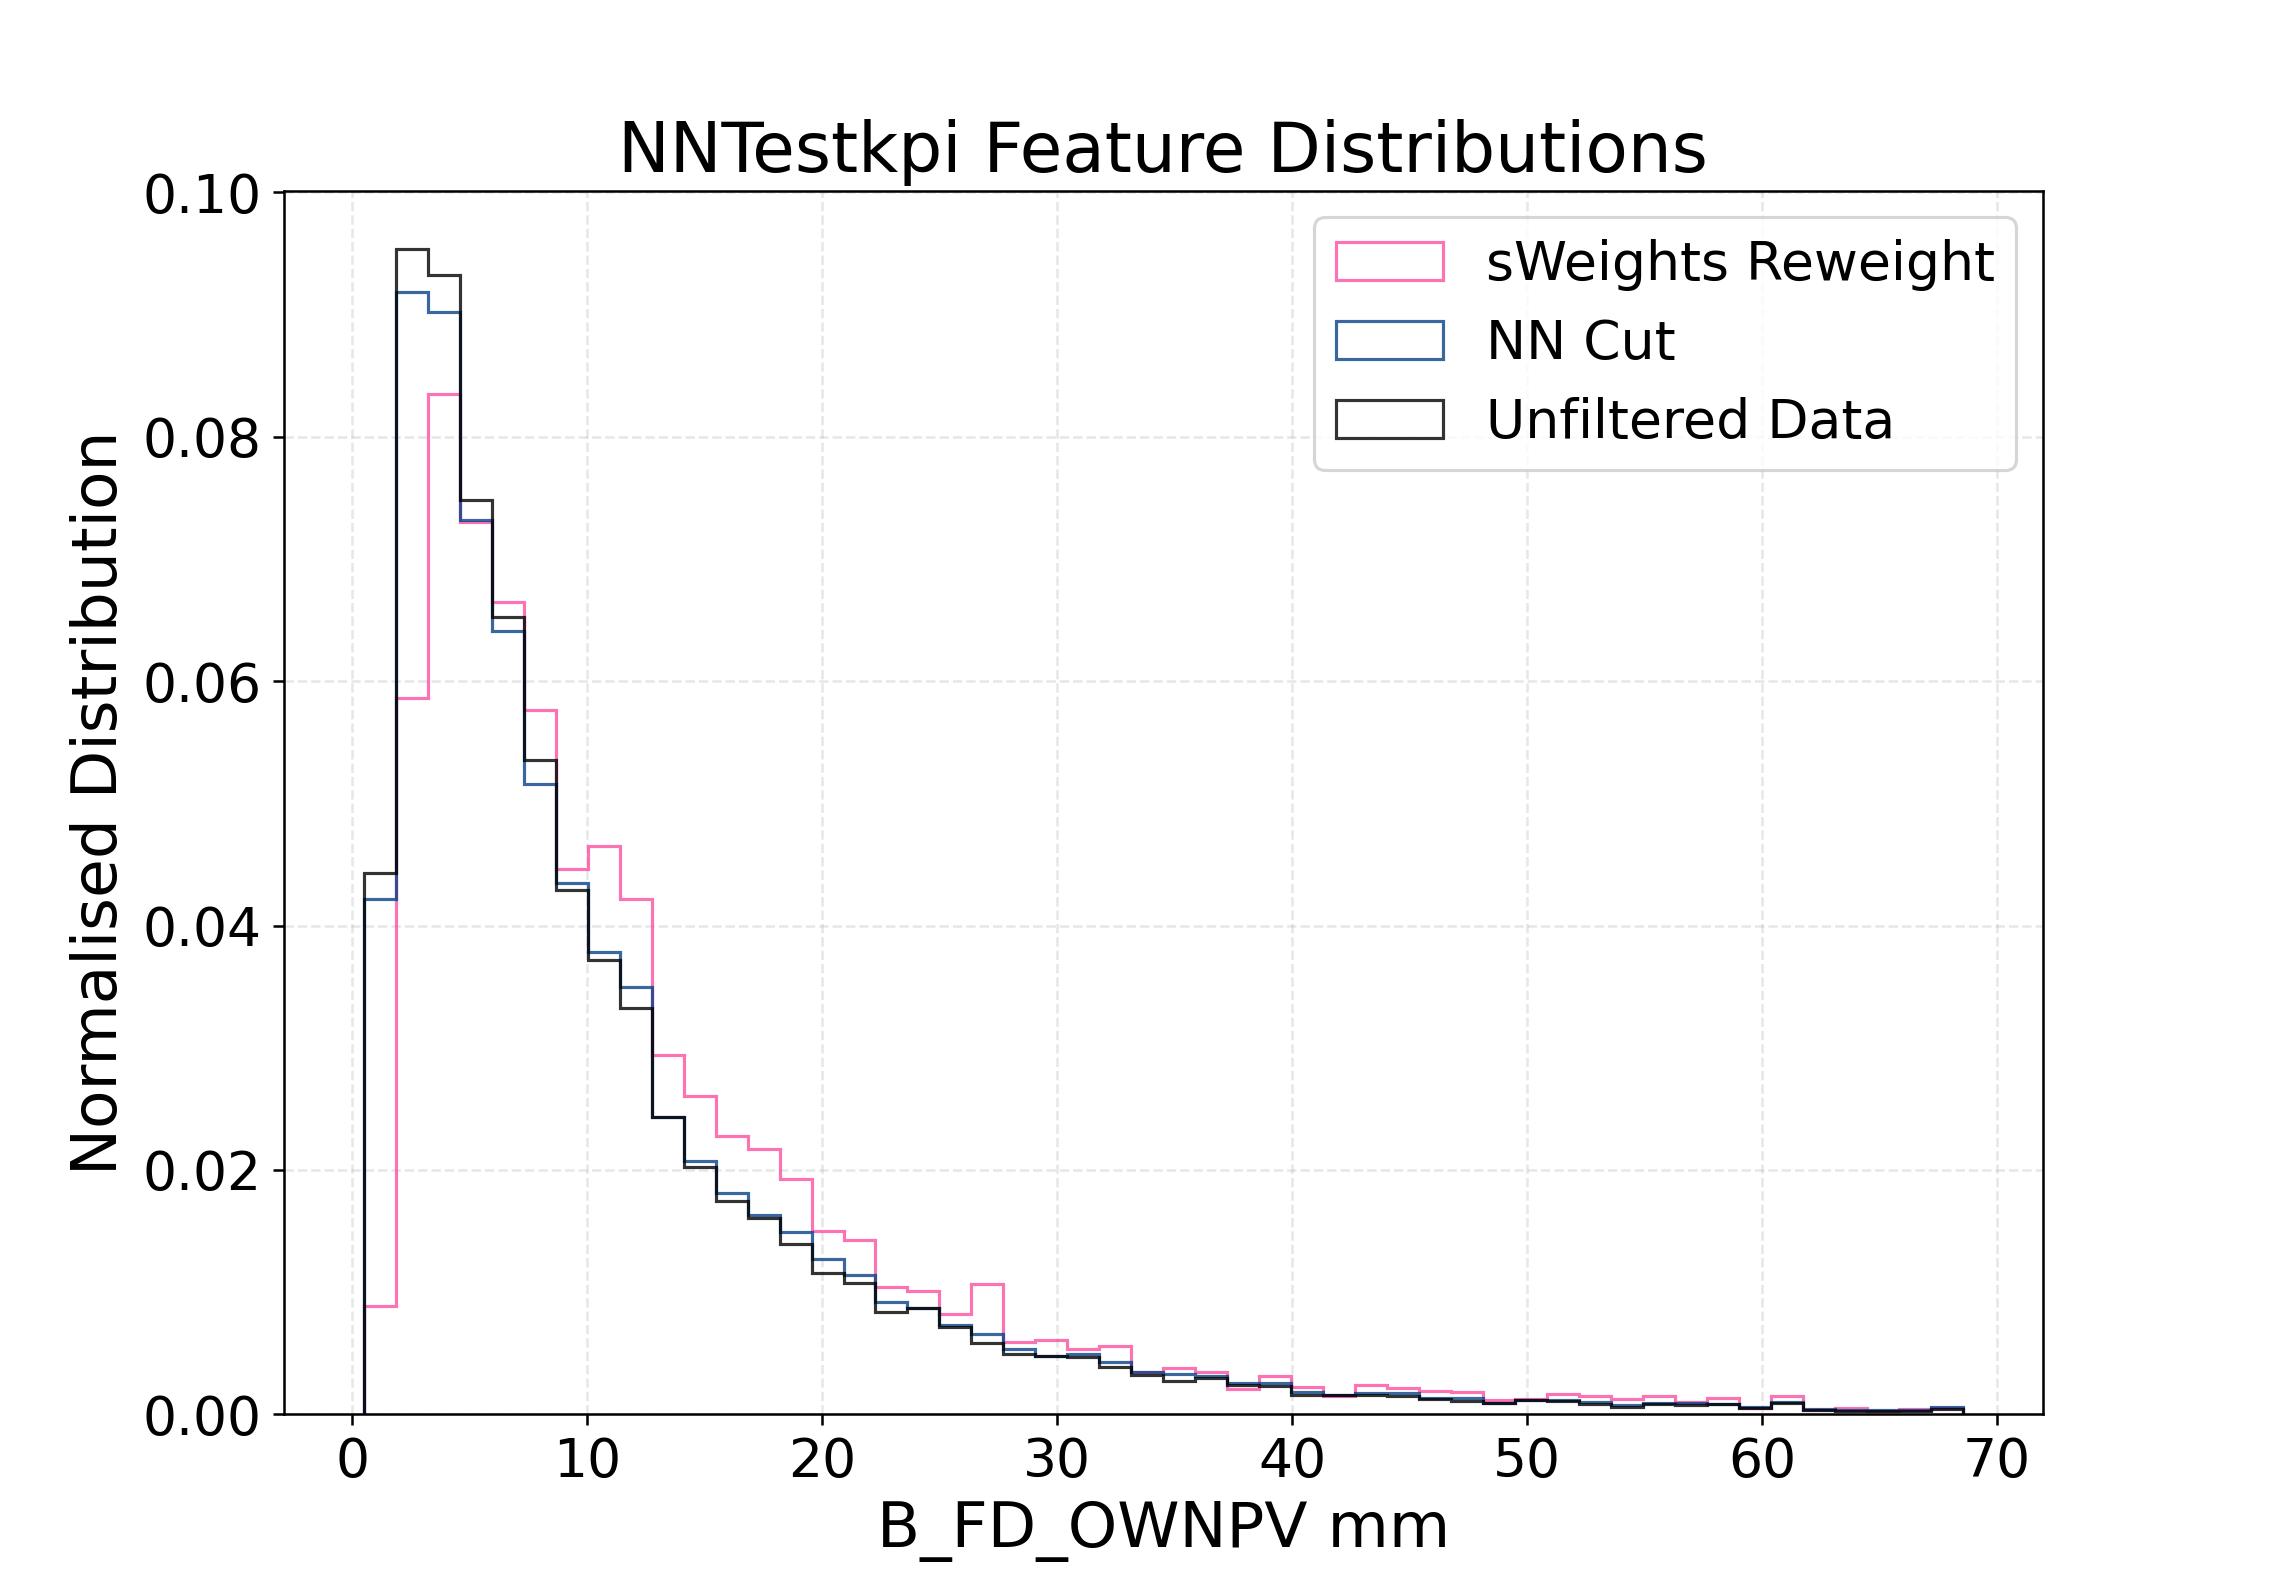 NNTestkpi Feature Distributions
0.10
0.08
0.06
0.04
0.02
0.00
Normalised Distribution
sWeights Reweight
NN Cut
Unfiltered Data
0 10 20 30 40 50 60 70
B_FD_OWNPV mm